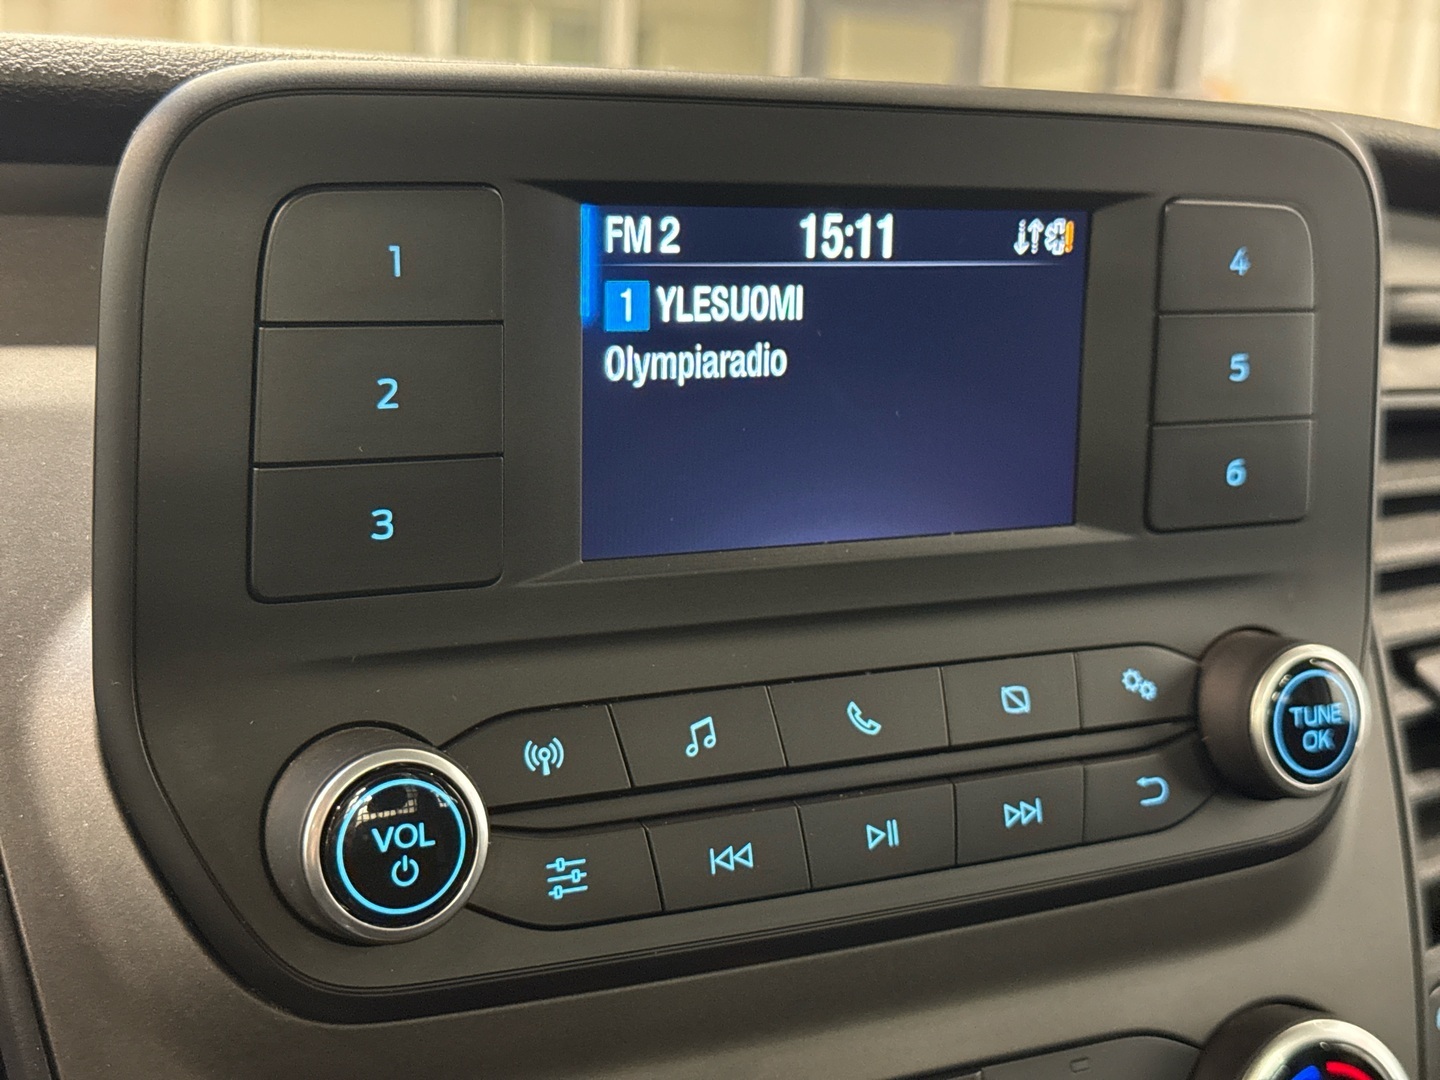 FM 2 15:11
1 YLESUOMI
Olympiaradio
1
2
3
4
5
6
VOL
TUNE
OK